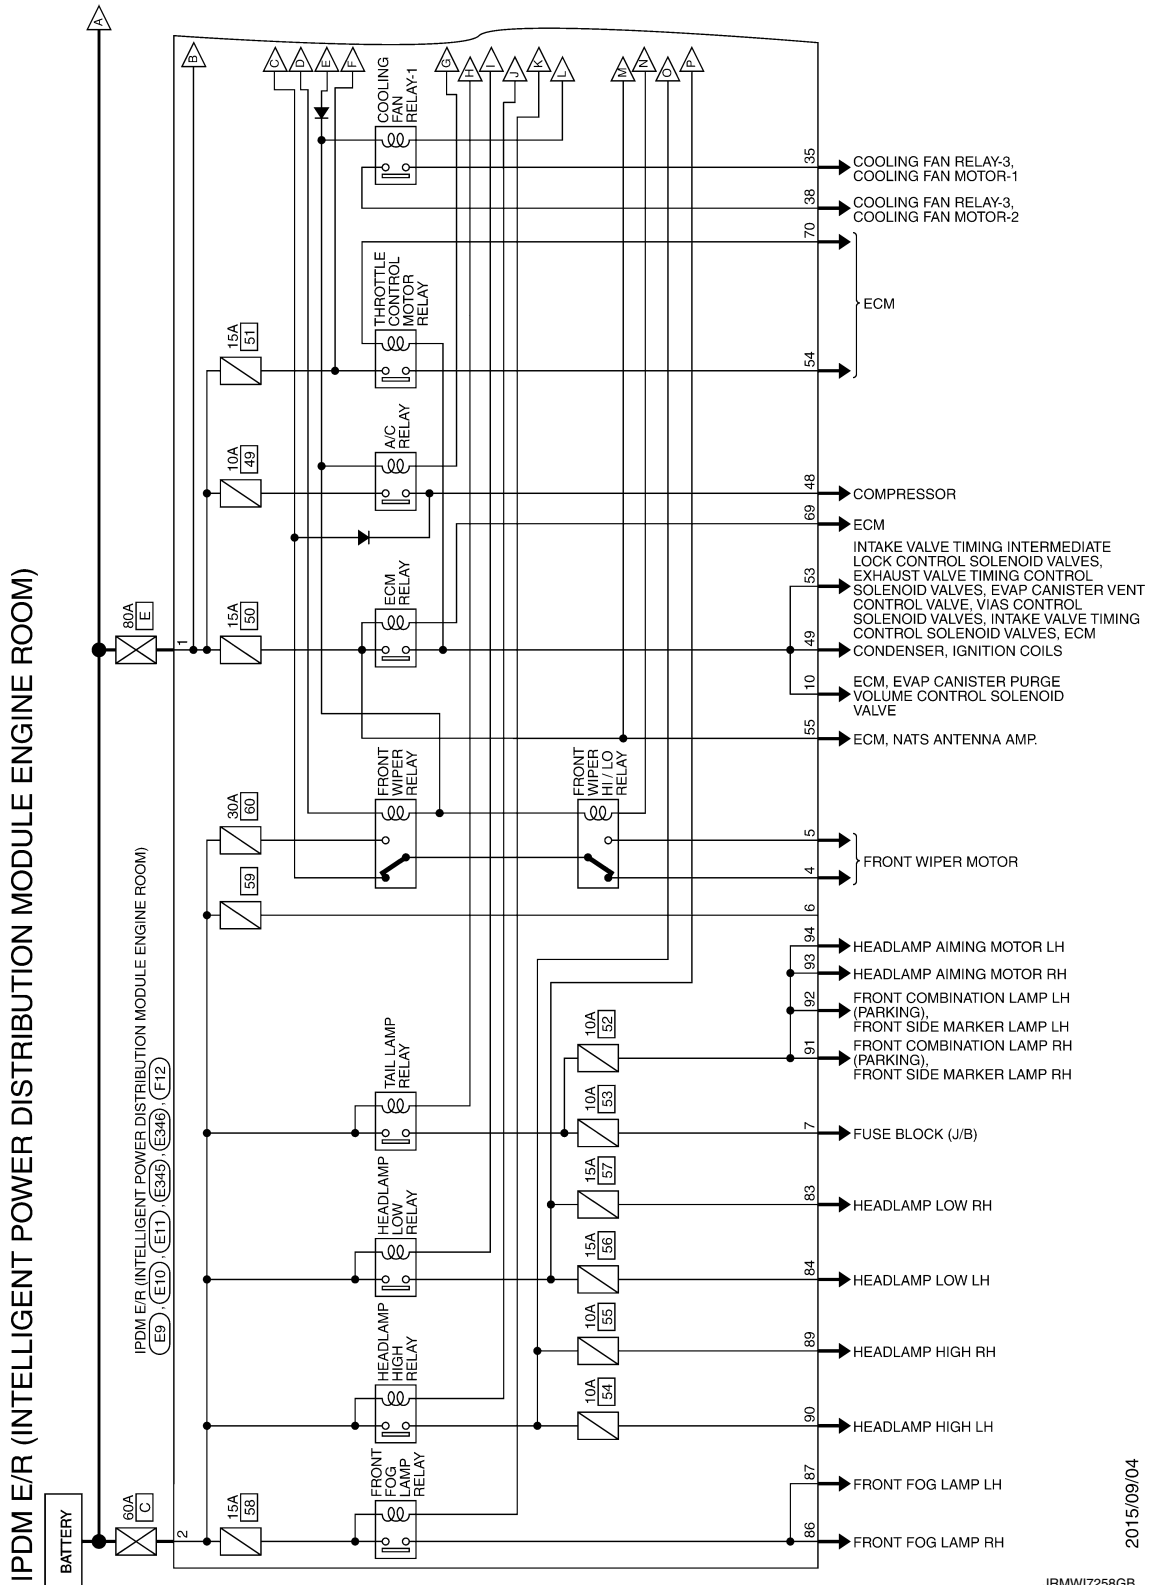 IPDM E/R (INTELLIGENT POWER DISTRIBUTION MODULE ENGINE ROOM)
A
B
C
D
E
F
G
H
I
J
K
L
M
N
O
P
COOLING
FAN
RELAY-1
35
COOLING FAN RELAY-3,
COOLING FAN MOTOR-1
38
COOLING FAN RELAY-3,
COOLING FAN MOTOR-2
70
THROTTLE
CONTROL
MOTOR
RELAY
ECM
15A
51
54
A/C
RELAY
10A
49
48
COMPRESSOR
69
ECM
ECM
RELAY
INTAKE VALVE TIMING INTERMEDIATE
LOCK CONTROL SOLENOID VALVES,
EXHAUST VALVE TIMING CONTROL
SOLENOID VALVES, EVAP CANISTER VENT
CONTROL VALVE, VIAS CONTROL
SOLENOID VALVES, INTAKE VALVE TIMING
CONTROL SOLENOID VALVES, ECM
53
80A
E
1
15A
50
49
CONDENSER, IGNITION COILS
10
ECM, EVAP CANISTER PURGE
VOLUME CONTROL SOLENOID
VALVE
55
ECM, NATS ANTENNA AMP.
FRONT
WIPER
RELAY
FRONT
WIPER
HI / LO
RELAY
30A
60
5
4
FRONT WIPER MOTOR
59
6
IPDM E/R (INTELLIGENT POWER DISTRIBUTION MODULE ENGINE ROOM)
E9 , E10 , E11 , E345 , E346 , F12
94
HEADLAMP AIMING MOTOR LH
93
HEADLAMP AIMING MOTOR RH
92
FRONT COMBINATION LAMP LH
(PARKING),
FRONT SIDE MARKER LAMP LH
10A
52
91
FRONT COMBINATION LAMP RH
(PARKING),
FRONT SIDE MARKER LAMP RH
TAIL LAMP
RELAY
10A
53
7
FUSE BLOCK (J/B)
15A
57
83
HEADLAMP LOW RH
HEADLAMP
LOW
RELAY
15A
56
84
HEADLAMP LOW LH
10A
55
89
HEADLAMP HIGH RH
HEADLAMP
HIGH
RELAY
10A
54
90
HEADLAMP HIGH LH
87
FRONT FOG LAMP LH
FRONT
FOG
LAMP
RELAY
BATTERY
60A
C
2
15A
58
86
FRONT FOG LAMP RH
2015/09/04
JRMWI7258GB